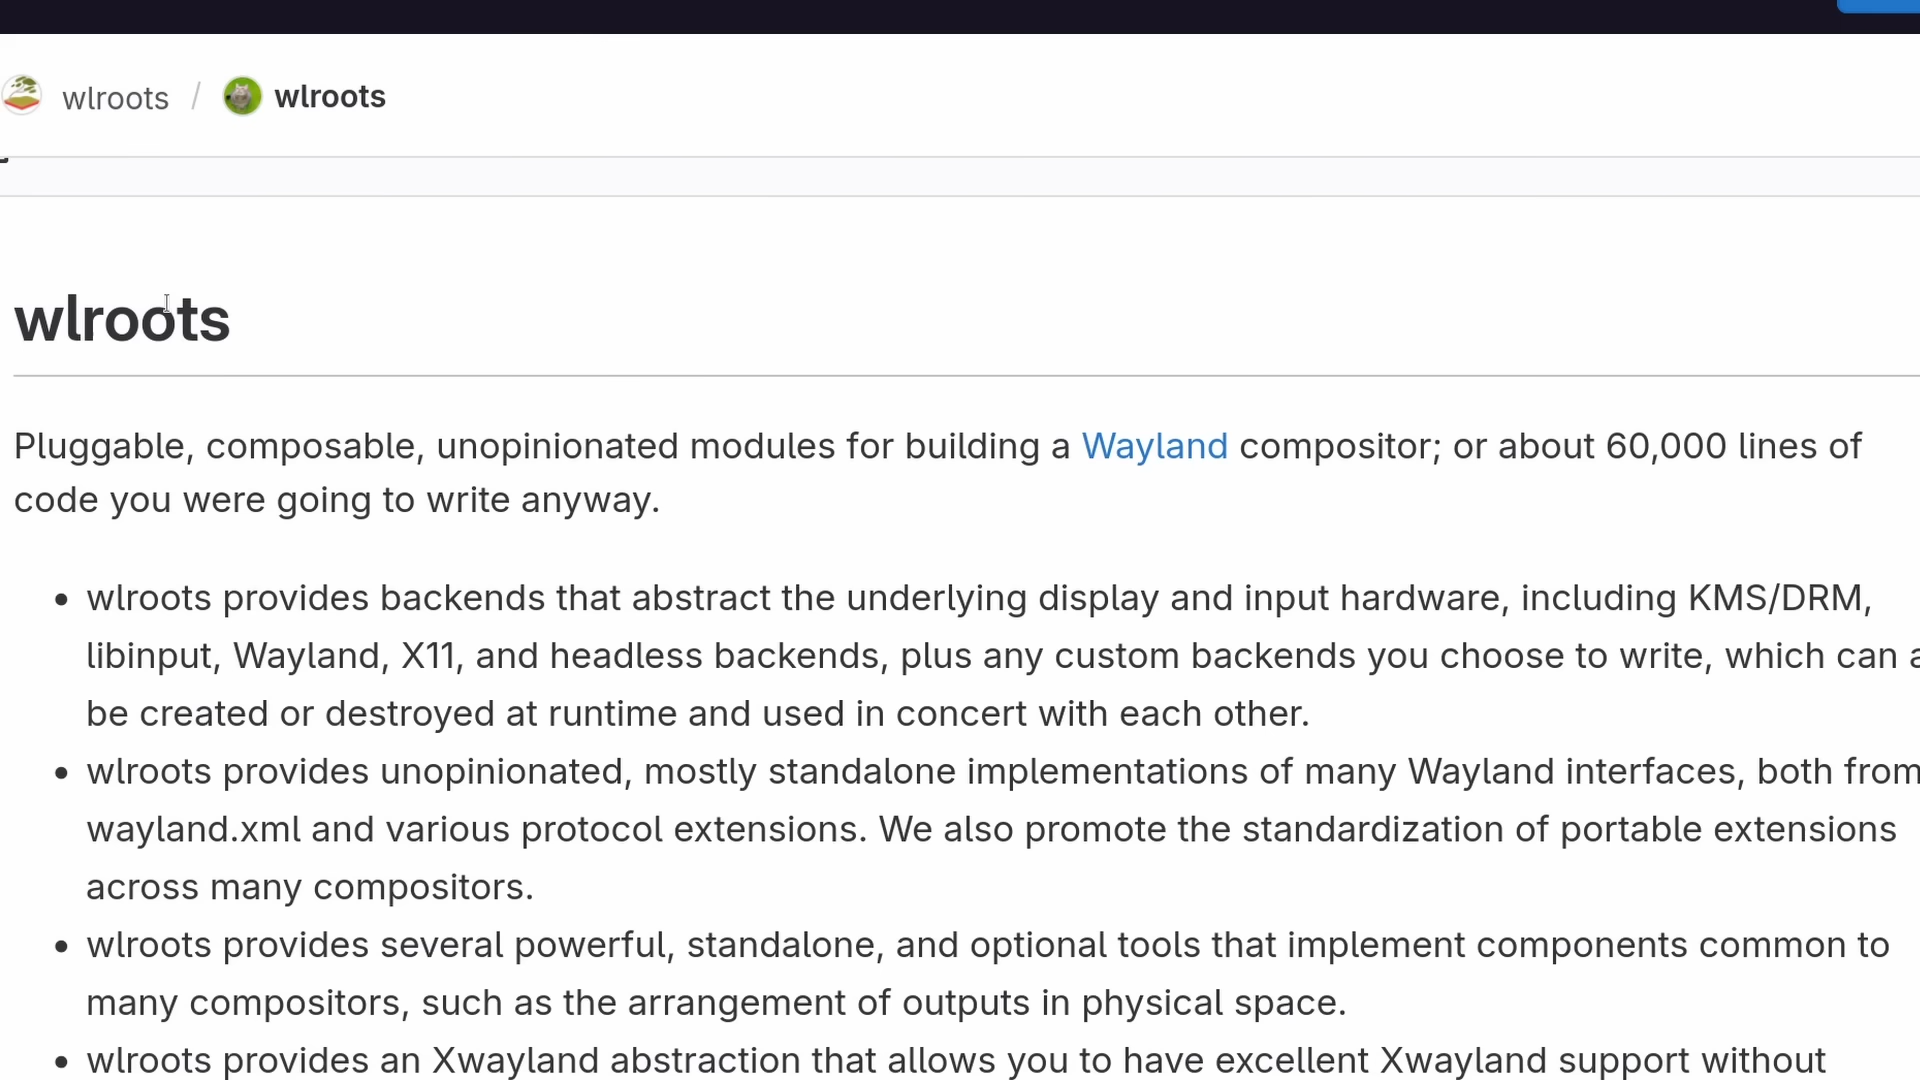 wlroots / wlroots
wlroots
Pluggable, composable, unopinionated modules for building a Wayland compositor; or about 60,000 lines of
code you were going to write anyway.
• wlroots provides backends that abstract the underlying display and input hardware, including KMS/DRM,
libinput, Wayland, X11, and headless backends, plus any custom backends you choose to write, which can
be created or destroyed at runtime and used in concert with each other.
• wlroots provides unopinionated, mostly standalone implementations of many Wayland interfaces, both from
wayland.xml and various protocol extensions. We also promote the standardization of portable extensions
across many compositors.
• wlroots provides several powerful, standalone, and optional tools that implement components common to
many compositors, such as the arrangement of outputs in physical space.
• wlroots provides an Xwayland abstraction that allows you to have excellent Xwayland support without